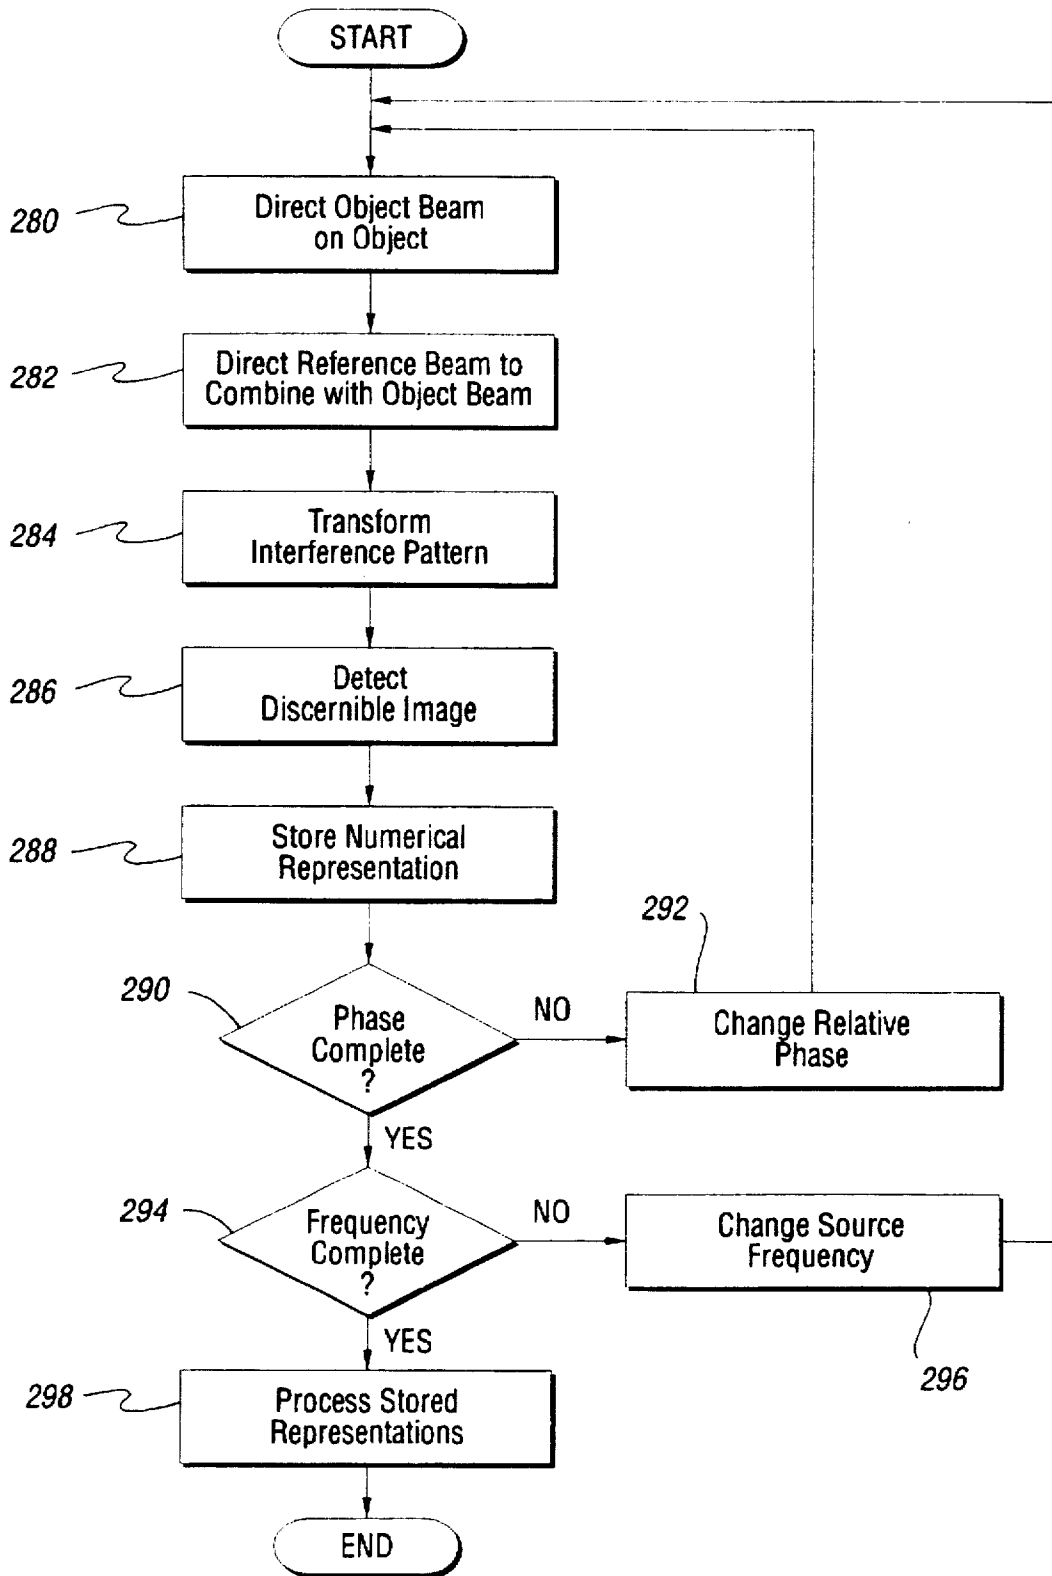 START
280
Direct Object Beam
on Object
282
Direct Reference Beam to
Combine with Object Beam
284
Transform
Interference Pattern
286
Detect
Discernible Image
288
Store Numerical
Representation
290
Phase
Complete
?
NO
292
Change Relative
Phase
YES
294
Frequency
Complete
?
NO
Change Source
Frequency
296
YES
298
Process Stored
Representations
END